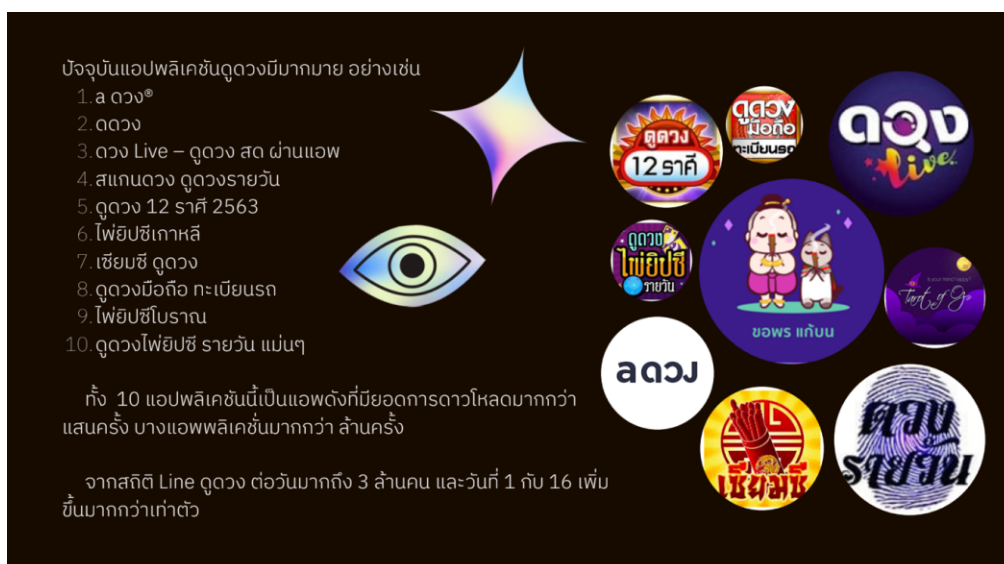 ปัจจุบันแอปพลิเคชันดูดวงมีมากมาย อย่างเช่น
1. a ดวง®
2. ดดวง
3. ดวง Live – ดูดวง สด ผ่านแอพ
4. สแกนดวง ดูดวงรายวัน
5. ดูดวง 12 ราศี 2563
6. ไพ่ยิปซีเกาหลี
7. เซียมซี ดูดวง
8. ดูดวงมือถือ ทะเบียนรถ
9. ไพ่ยิปซีโบราณ
10. ดูดวงไพ่ยิปซี รายวัน แม่นๆ
ทั้ง 10 แอปพลิเคชันนี้เป็นแอพดังที่มียอดการดาวโหลดมากกว่า
แสนครั้ง บางแอพพลิเคชั่นมากกว่า ล้านครั้ง
จากสถิติ Line ดูดวง ต่อวันมากถึง 3 ล้านคน และวันที่ 1 กับ 16 เพิ่ม
ขึ้นมากกว่าเท่าตัว
ดูดวง
12 ราศี
ดูดวง
มือถือ
ทะเบียนรถ
ดวง
Live!
ดูดวง
ไพ่ยิปซี
รายวัน
ขอพร แก้บน
Tarot of Go
a ดวง
เซียมซี
ดวง
รายวัน